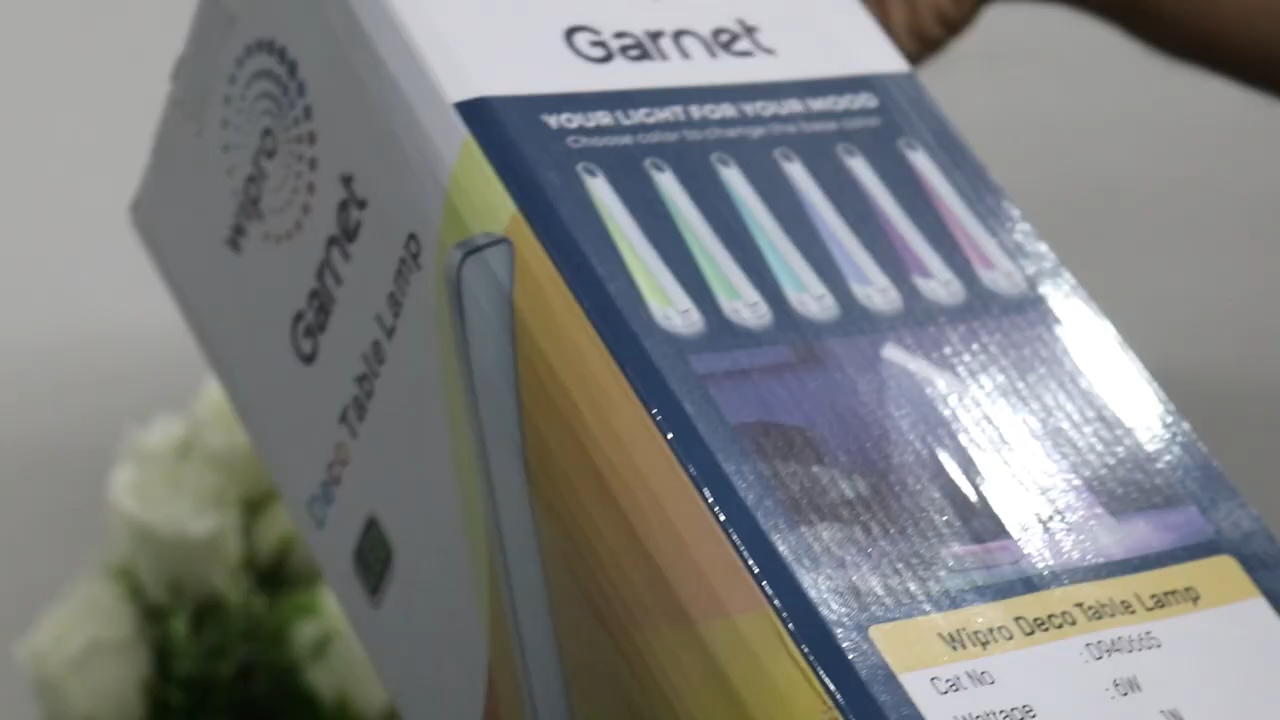 wipro
Garnet
Deco Table Lamp
Garnet
YOUR LIGHT FOR YOUR MOOD
Choose color to change the base color
Wipro Deco Table Lamp
Cat No : D940665
Wattage : 6W